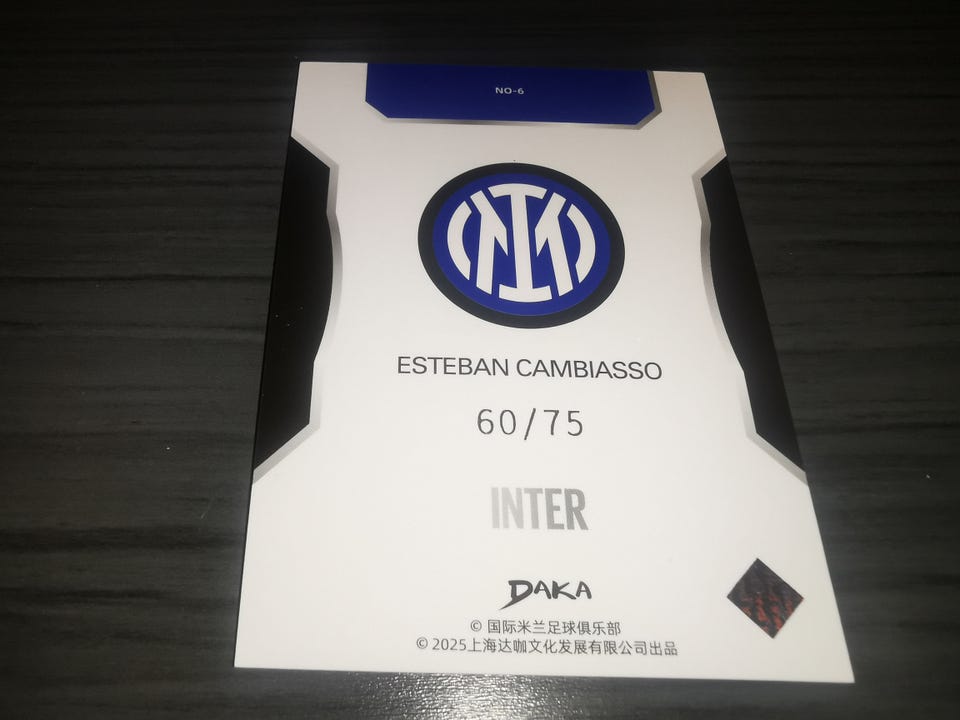 NO-6
IM
ESTEBAN CAMBIASSO
60/75
INTER
DAKA
© 国际米兰足球俱乐部
© 2025上海达咖文化发展有限公司出品